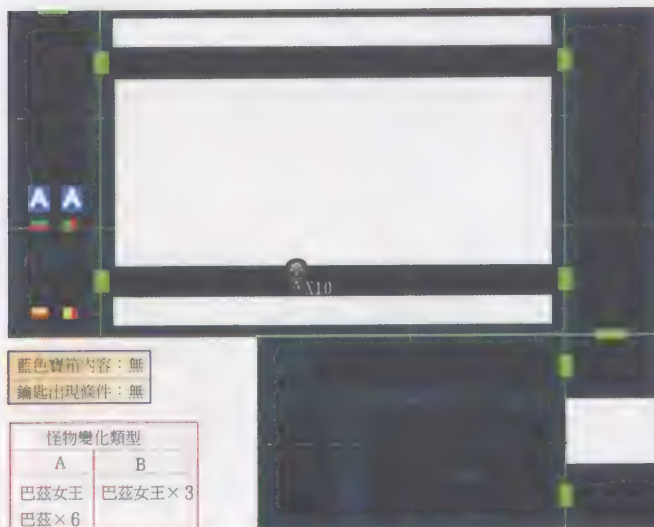 A A
X10
藍色寶箱內容：無
鑰匙出現條件：無
怪物變化類型
A B
巴茲女王 巴茲女王×3
巴茲×6